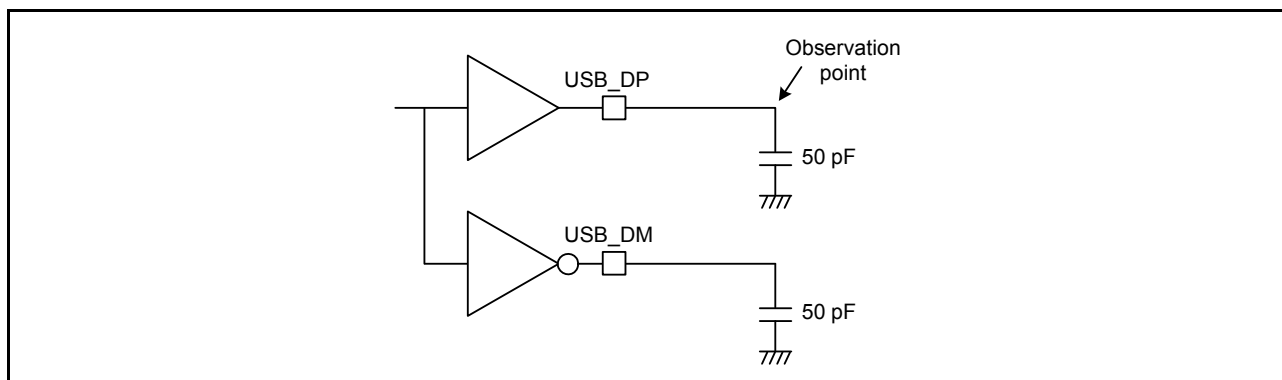 Observation
point
USB_DP
50 pF
USB_DM
50 pF